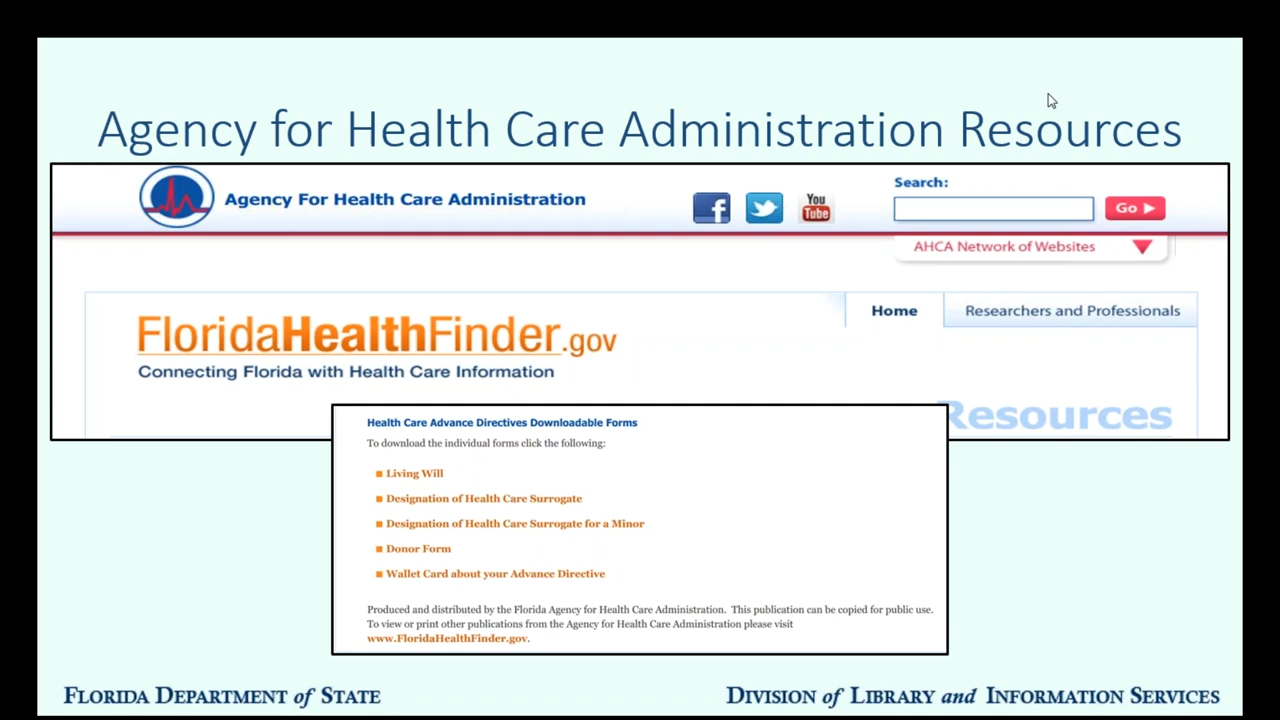 Agency for Health Care Administration Resources
Agency For Health Care Administration
f
You
Tube
Search:
Go
AHCA Network of Websites
Home
Researchers and Professionals
FloridaHealthFinder.gov
Connecting Florida with Health Care Information
Resources
Health Care Advance Directives Downloadable Forms
To download the individual forms click the following:
Living Will
Designation of Health Care Surrogate
Designation of Health Care Surrogate for a Minor
Donor Form
Wallet Card about your Advance Directive
Produced and distributed by the Florida Agency for Health Care Administration. This publication can be copied for public use.
To view or print other publications from the Agency for Health Care Administration please visit
www.FloridaHealthFinder.gov.
FLORIDA DEPARTMENT of STATE
DIVISION of LIBRARY and INFORMATION SERVICES